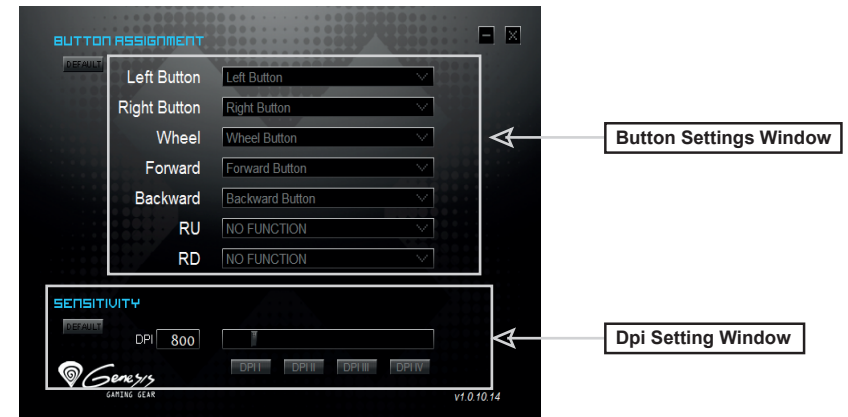 BUTTON ASSIGNMENT
DEFAULT
Left Button Left Button
Right Button Right Button
Wheel Wheel Button
Forward Forward Button
Backward Backward Button
RU NO FUNCTION
RD NO FUNCTION
Button Settings Window
SENSITIVITY
DEFAULT
DPI 800
DPI I DPI II DPI III DPI IV
Dpi Setting Window
Genesis
GAMING GEAR
v1.0.10.14